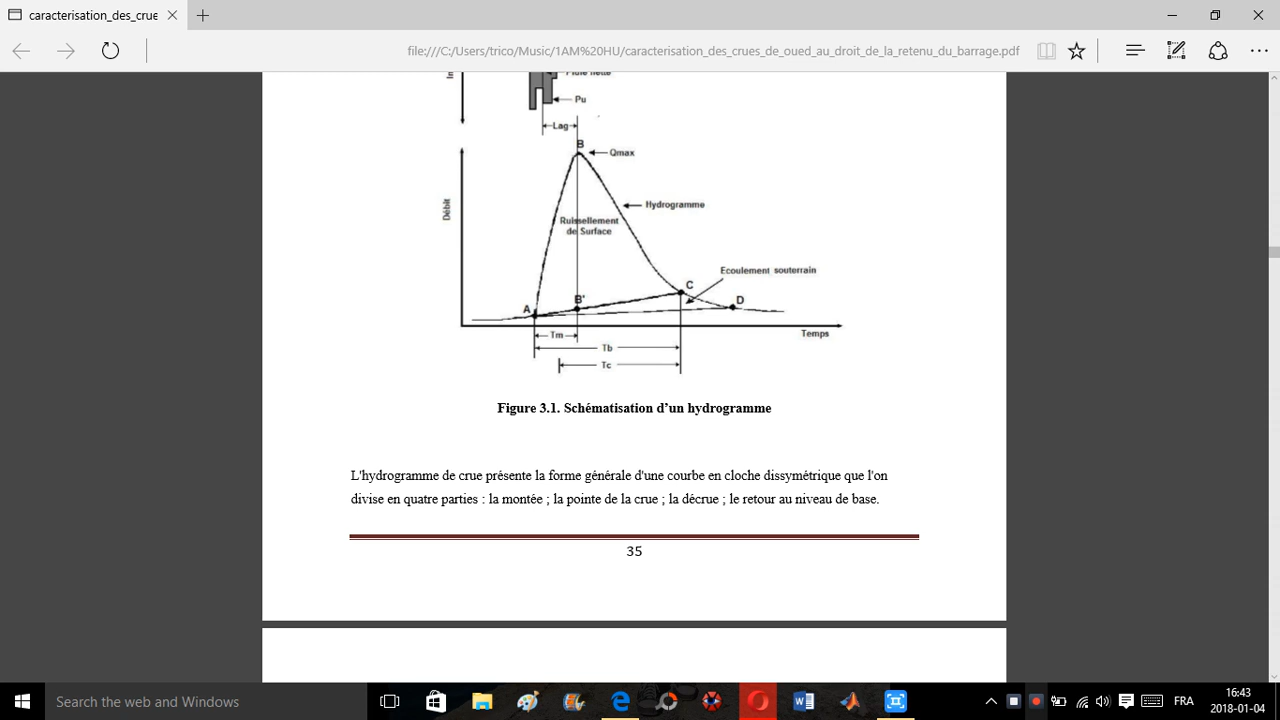 caracterisation_des_crue
file:///C:/Users/trico/Music/1AM%20HU/caracterisation_des_crues_de_oued_au_droit_de_la_retenu_du_barrage.pdf
Pluie nette
Pu
Lag
B
Qmax
Débit
Hydrogramme
Ruissellement
de Surface
Ecoulement souterrain
C
B'
D
A
Temps
Tm
Tb
Tc
Figure 3.1. Schématisation d'un hydrogramme
L'hydrogramme de crue présente la forme générale d'une courbe en cloche dissymétrique que l'on
divise en quatre parties : la montée ; la pointe de la crue ; la décrue ; le retour au niveau de base.
35
Search the web and Windows
FRA
16:43
2018-01-04